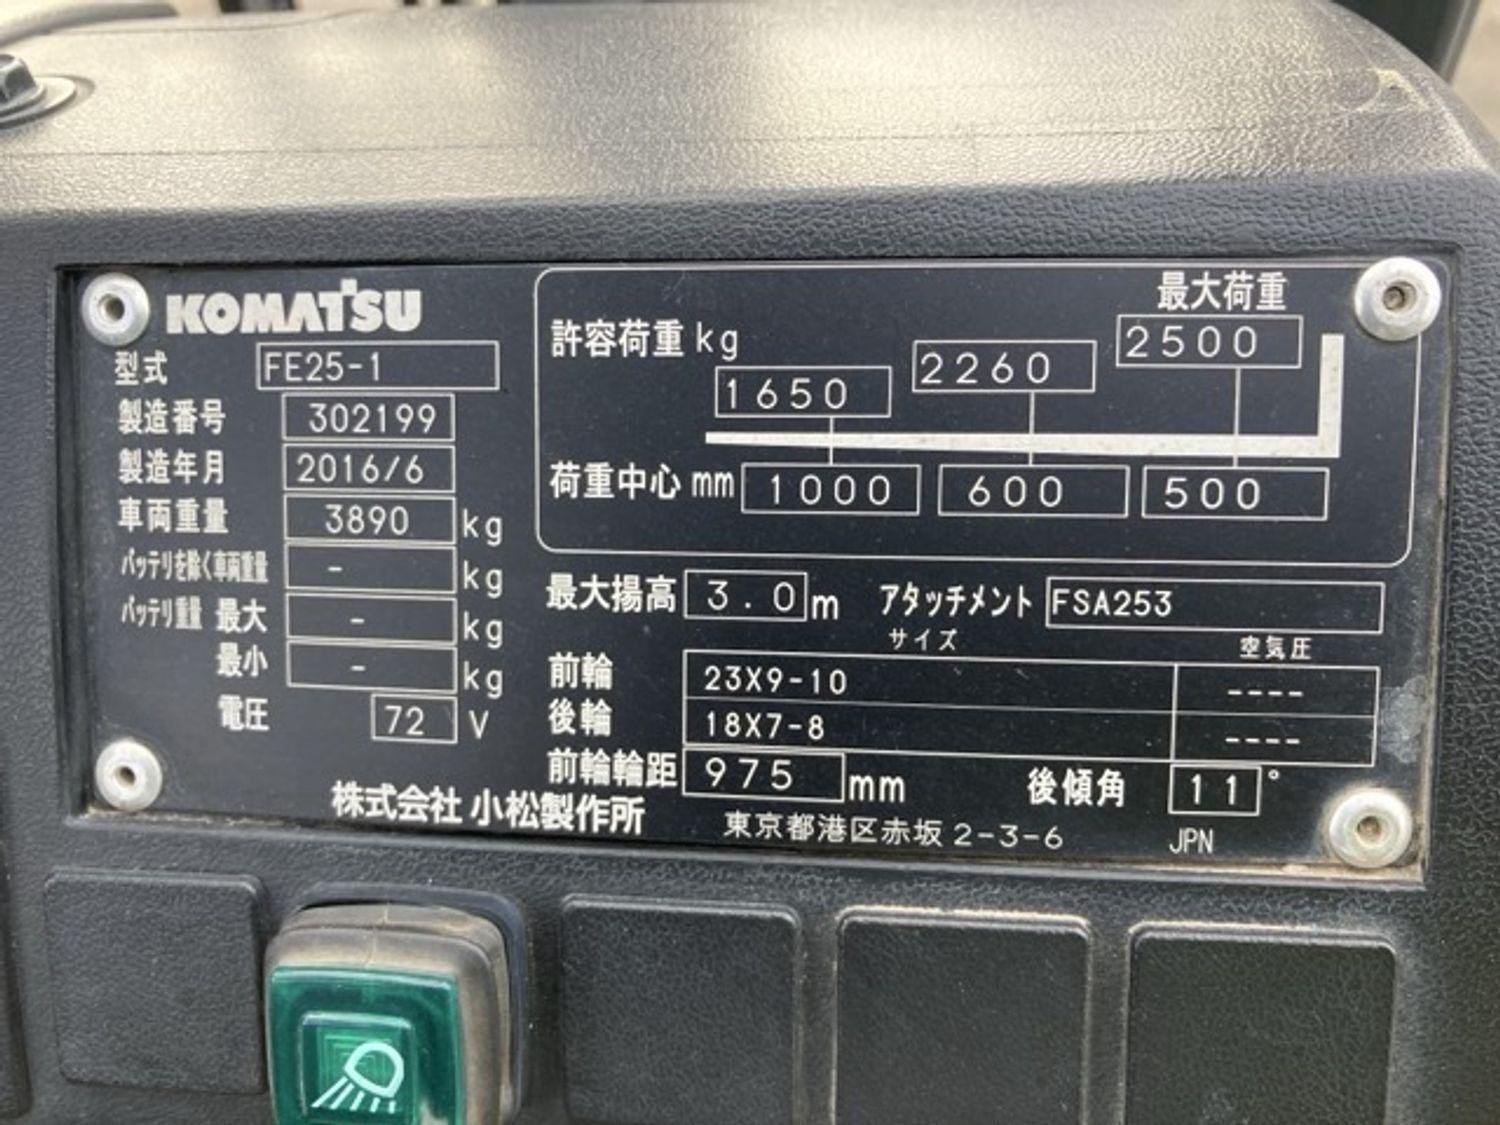 KOMATSU
型式 FE25-1
製造番号 302199
製造年月 2016/6
車両重量 3890 kg
バッテリを除く車両重量 - kg
バッテリ重量 最大 - kg
最小 - kg
電圧 72 V
最大荷重
許容荷重 kg 1650 2260 2500
荷重中心 mm 1000 600 500
最大揚高 3.0 m アタッチメント FSA253
サイズ 空気圧
前輪 23X9-10 ----
後輪 18X7-8 ----
前輪輪距 975 mm 後傾角 11°
株式会社 小松製作所 東京都港区赤坂 2-3-6 JPN